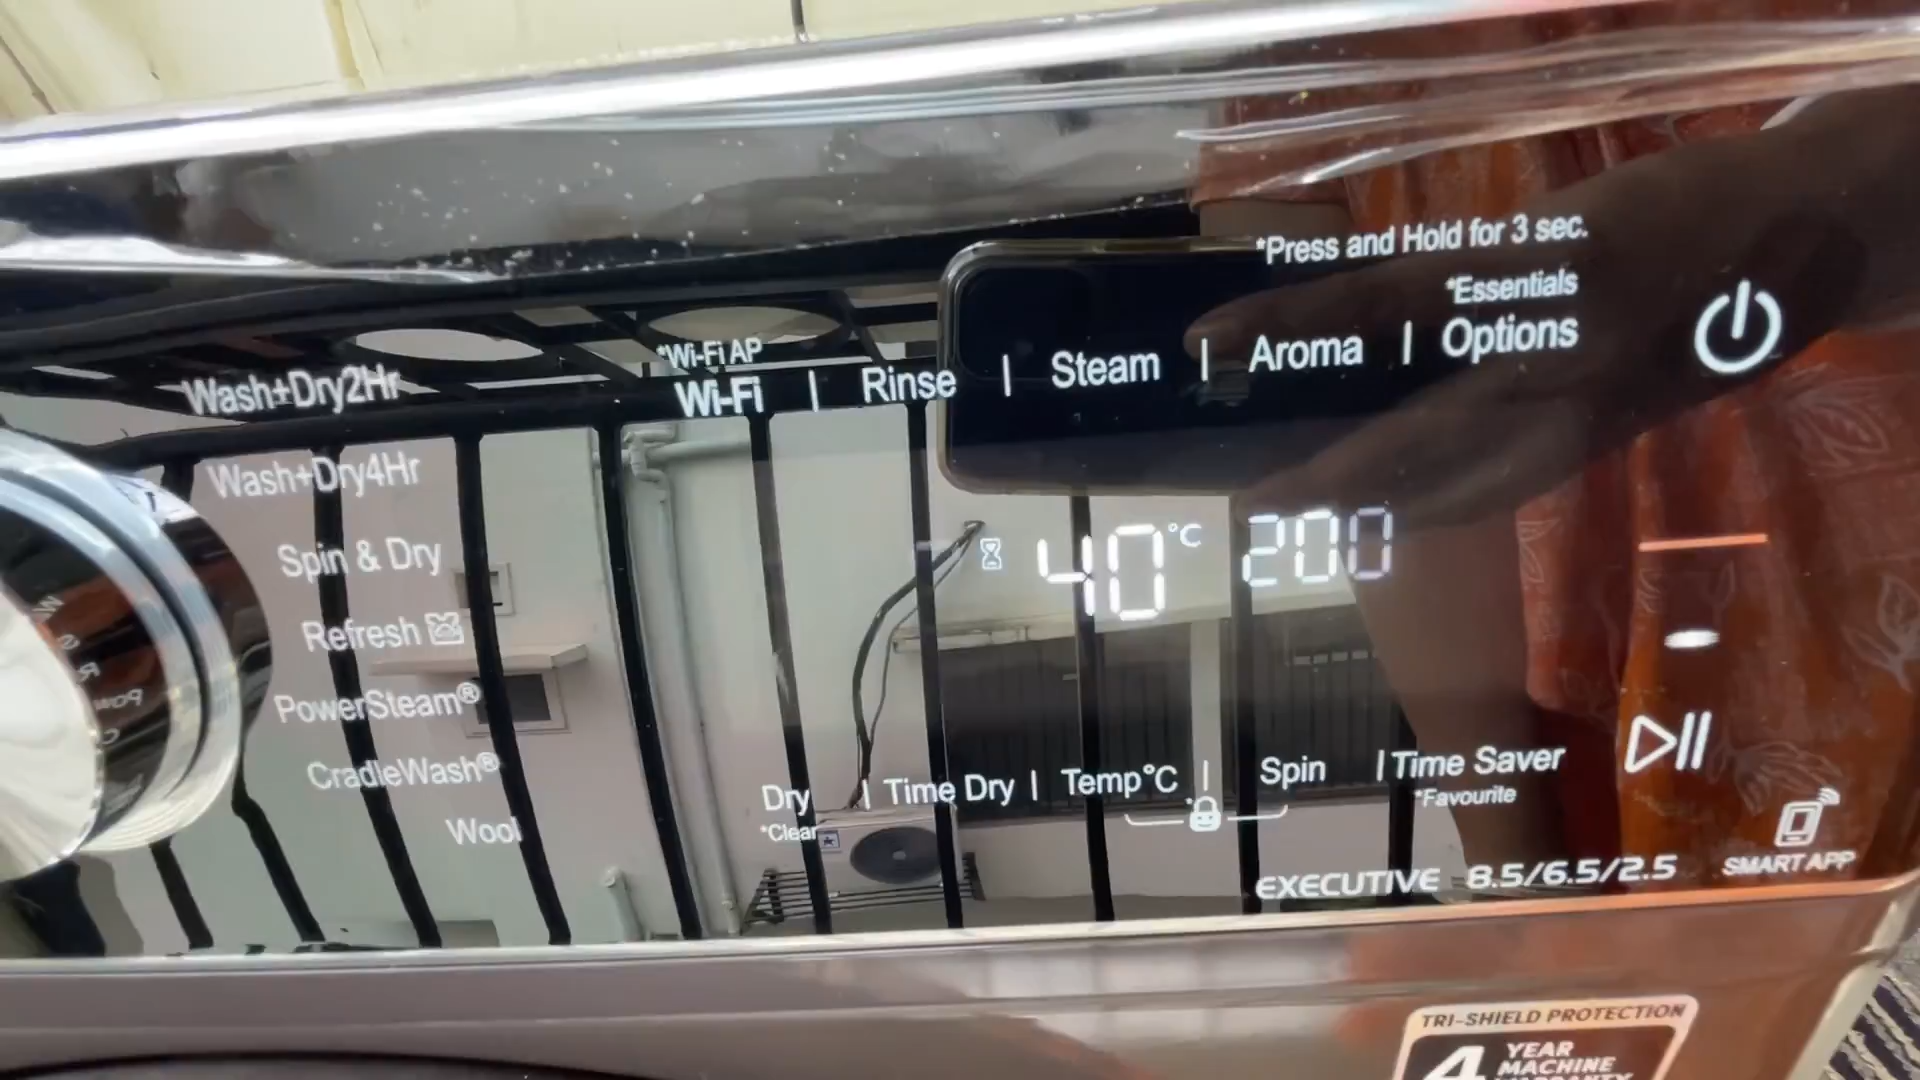 *Press and Hold for 3 sec.
*Essentials
*Wi-Fi AP
Wi-Fi | Rinse | Steam | Aroma | Options
Wash+Dry2Hr
Wash+Dry4Hr
Spin & Dry
Refresh
PowerSteam®
CradleWash®
Wool
40°C 200
Dry | Time Dry | Temp°C | Spin | Time Saver
*Clear
*Favourite
SMART APP
EXECUTIVE 8.5/6.5/2.5
TRI-SHIELD PROTECTION
4 YEAR
MACHINE
WARRANTY